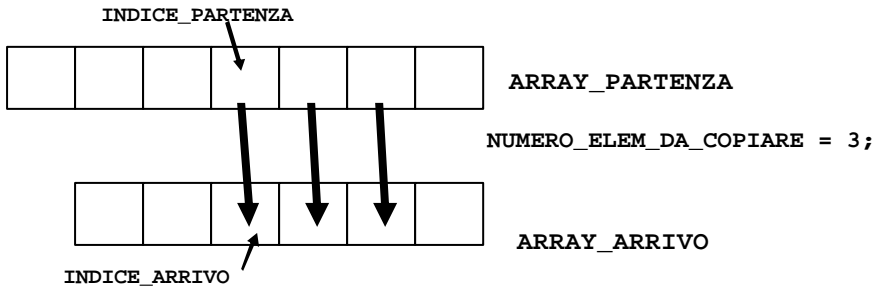 INDICE_PARTENZA
ARRAY_PARTENZA
NUMERO_ELEM_DA_COPIARE = 3;
ARRAY_ARRIVO
INDICE_ARRIVO